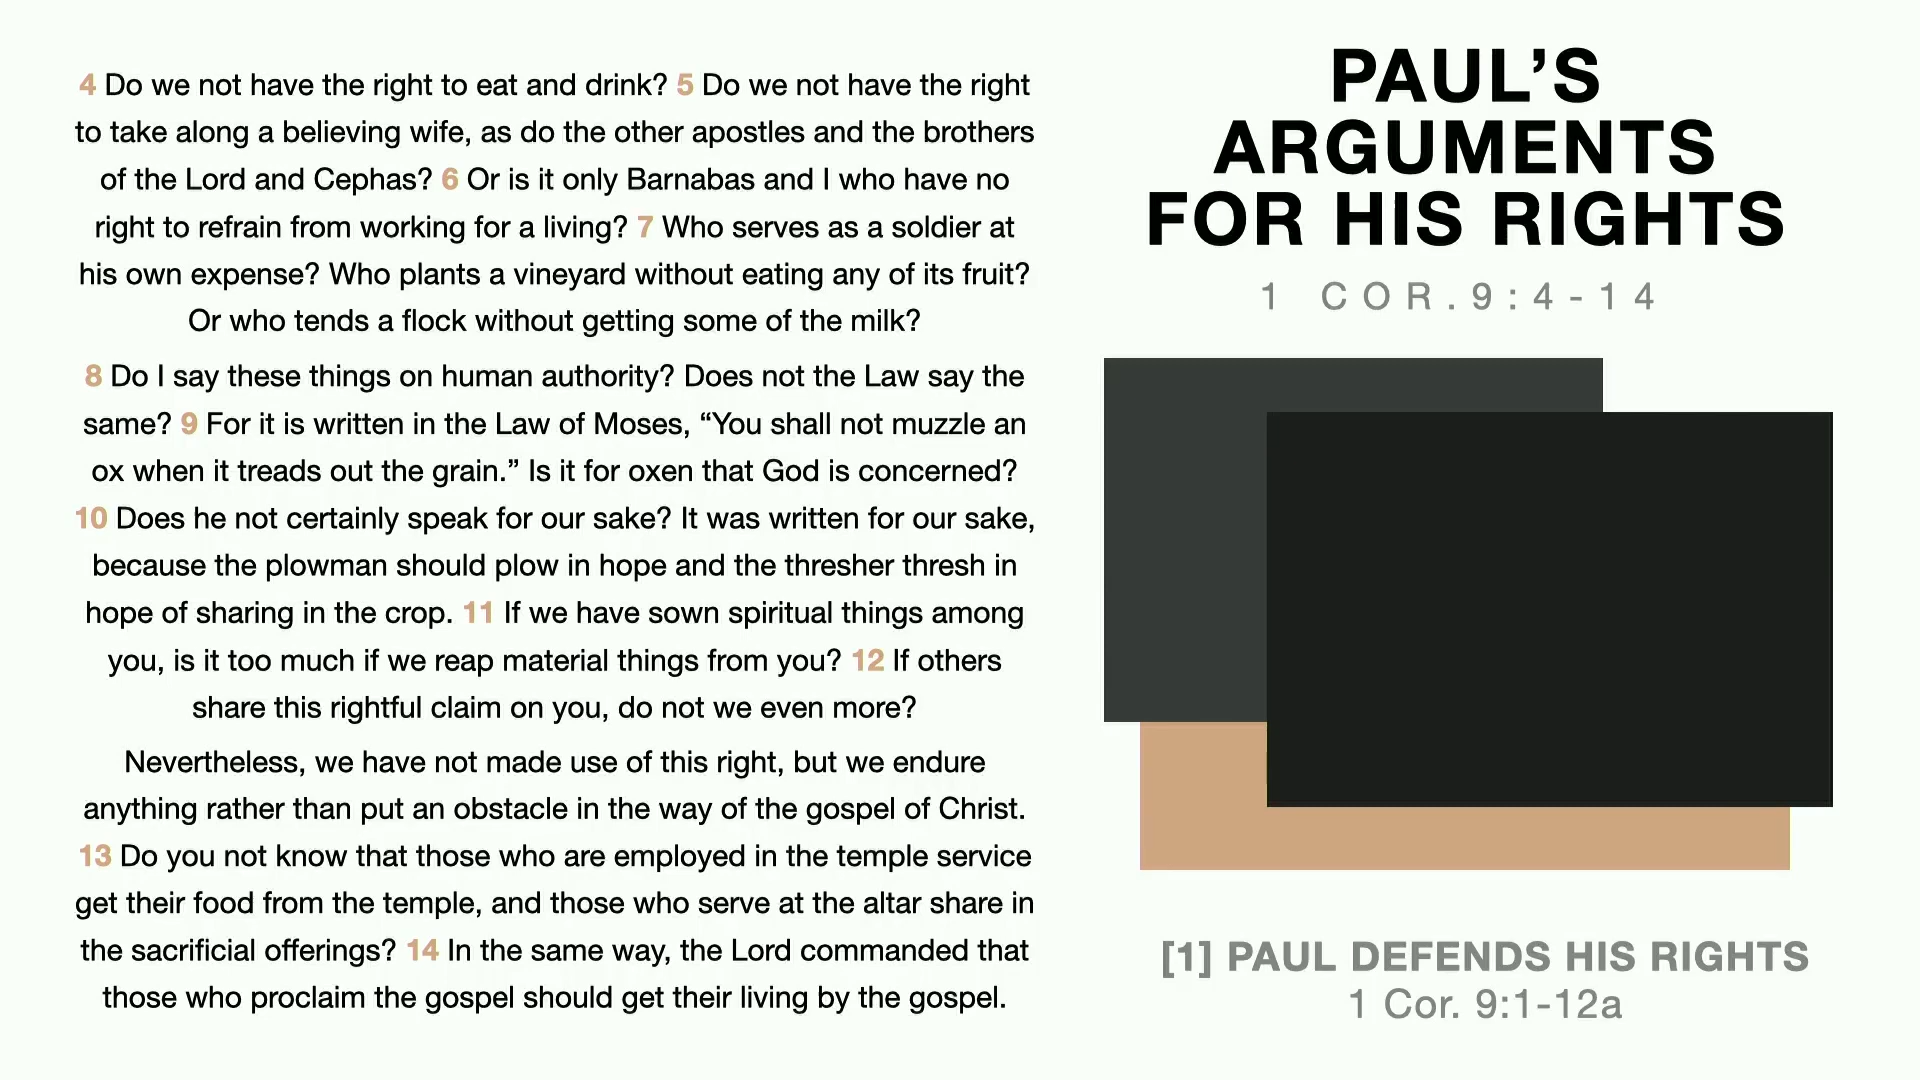 4 Do we not have the right to eat and drink? 5 Do we not have the right
to take along a believing wife, as do the other apostles and the brothers
of the Lord and Cephas? 6 Or is it only Barnabas and I who have no
right to refrain from working for a living? 7 Who serves as a soldier at
his own expense? Who plants a vineyard without eating any of its fruit?
Or who tends a flock without getting some of the milk?
8 Do I say these things on human authority? Does not the Law say the
same? 9 For it is written in the Law of Moses, “You shall not muzzle an
ox when it treads out the grain.” Is it for oxen that God is concerned?
10 Does he not certainly speak for our sake? It was written for our sake,
because the plowman should plow in hope and the thresher thresh in
hope of sharing in the crop. 11 If we have sown spiritual things among
you, is it too much if we reap material things from you? 12 If others
share this rightful claim on you, do not we even more?
Nevertheless, we have not made use of this right, but we endure
anything rather than put an obstacle in the way of the gospel of Christ.
13 Do you not know that those who are employed in the temple service
get their food from the temple, and those who serve at the altar share in
the sacrificial offerings? 14 In the same way, the Lord commanded that
those who proclaim the gospel should get their living by the gospel.
PAUL’S
ARGUMENTS
FOR HIS RIGHTS
1 COR.9:4-14
[1] PAUL DEFENDS HIS RIGHTS
1 Cor. 9:1-12a